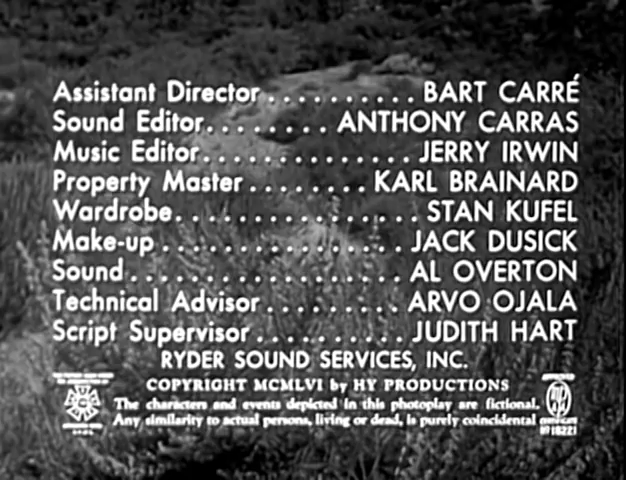 Assistant Director.......... BART CARRÉ
Sound Editor........ ANTHONY CARRAS
Music Editor............... JERRY IRWIN
Property Master........ KARL BRAINARD
Wardrobe................. STAN KUFEL
Make-up................. JACK DUSICK
Sound................... AL OVERTON
Technical Advisor.......... ARVO OJALA
Script Supervisor.......... JUDITH HART
RYDER SOUND SERVICES, INC.
COPYRIGHT MCMLVI by HY PRODUCTIONS
The characters and events depicted in this photoplay are fictional.
Any similarity to actual persons, living or dead, is purely coincidental
Nº 18221